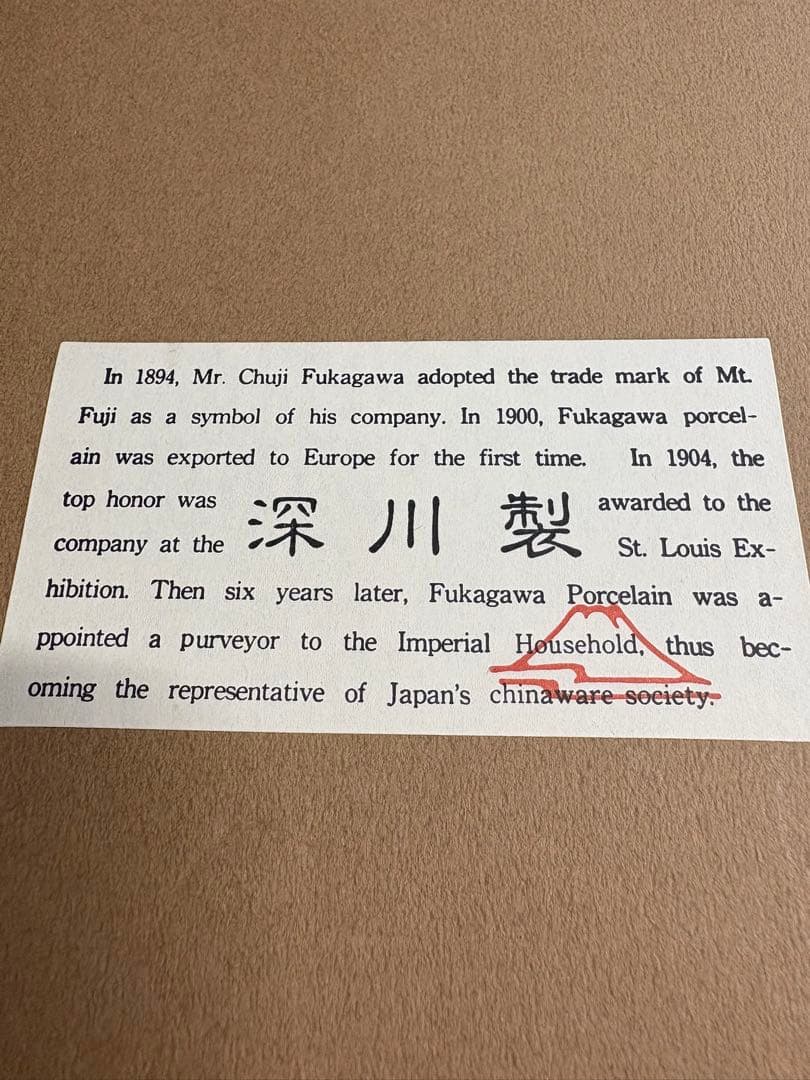 In 1894, Mr. Chuji Fukagawa adopted the trade mark of Mt.
Fuji as a symbol of his company. In 1900, Fukagawa porcel-
ain was exported to Europe for the first time. In 1904, the
top honor was 深川製 awarded to the
company at the St. Louis Ex-
hibition. Then six years later, Fukagawa Porcelain was a-
ppointed a purveyor to the Imperial Household, thus bec-
oming the representative of Japan's chinaware society.